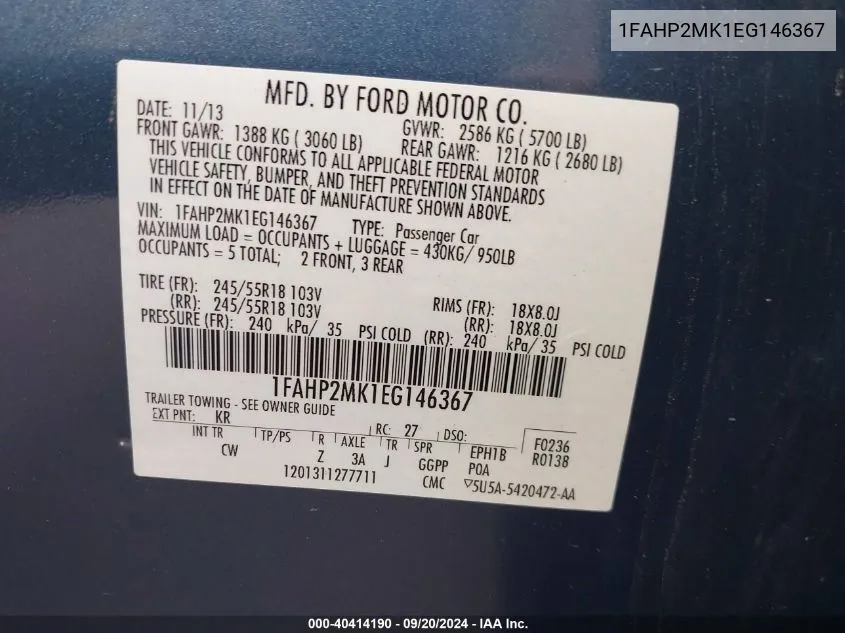 1FAHP2MK1EG146367
MFD. BY FORD MOTOR CO.
DATE: 11/13 GVWR: 2586 KG ( 5700 LB)
FRONT GAWR: 1388 KG ( 3060 LB) REAR GAWR: 1216 KG ( 2680 LB)
THIS VEHICLE CONFORMS TO ALL APPLICABLE FEDERAL MOTOR
VEHICLE SAFETY, BUMPER, AND THEFT PREVENTION STANDARDS
IN EFFECT ON THE DATE OF MANUFACTURE SHOWN ABOVE.
VIN: 1FAHP2MK1EG146367 TYPE: Passenger Car
MAXIMUM LOAD = OCCUPANTS + LUGGAGE = 430KG/ 950LB
OCCUPANTS = 5 TOTAL; 2 FRONT, 3 REAR
TIRE (FR): 245/55R18 103V RIMS (FR): 18X8.0J
(RR): 245/55R18 103V (RR): 18X8.0J
PRESSURE (FR): 240 kPa/ 35 PSI COLD (RR): 240 kPa/ 35 PSI COLD
1FAHP2MK1EG146367
TRAILER TOWING - SEE OWNER GUIDE
EXT PNT: KR RC: 27 DSO: F0236
INT TR TP/PS R AXLE TR SPR EPH1B R0138
CW Z 3A J GGPP POA
1201311277711 CMC ▽5U5A-5420472-AA
000-40414190 - 09/20/2024 - IAA Inc.